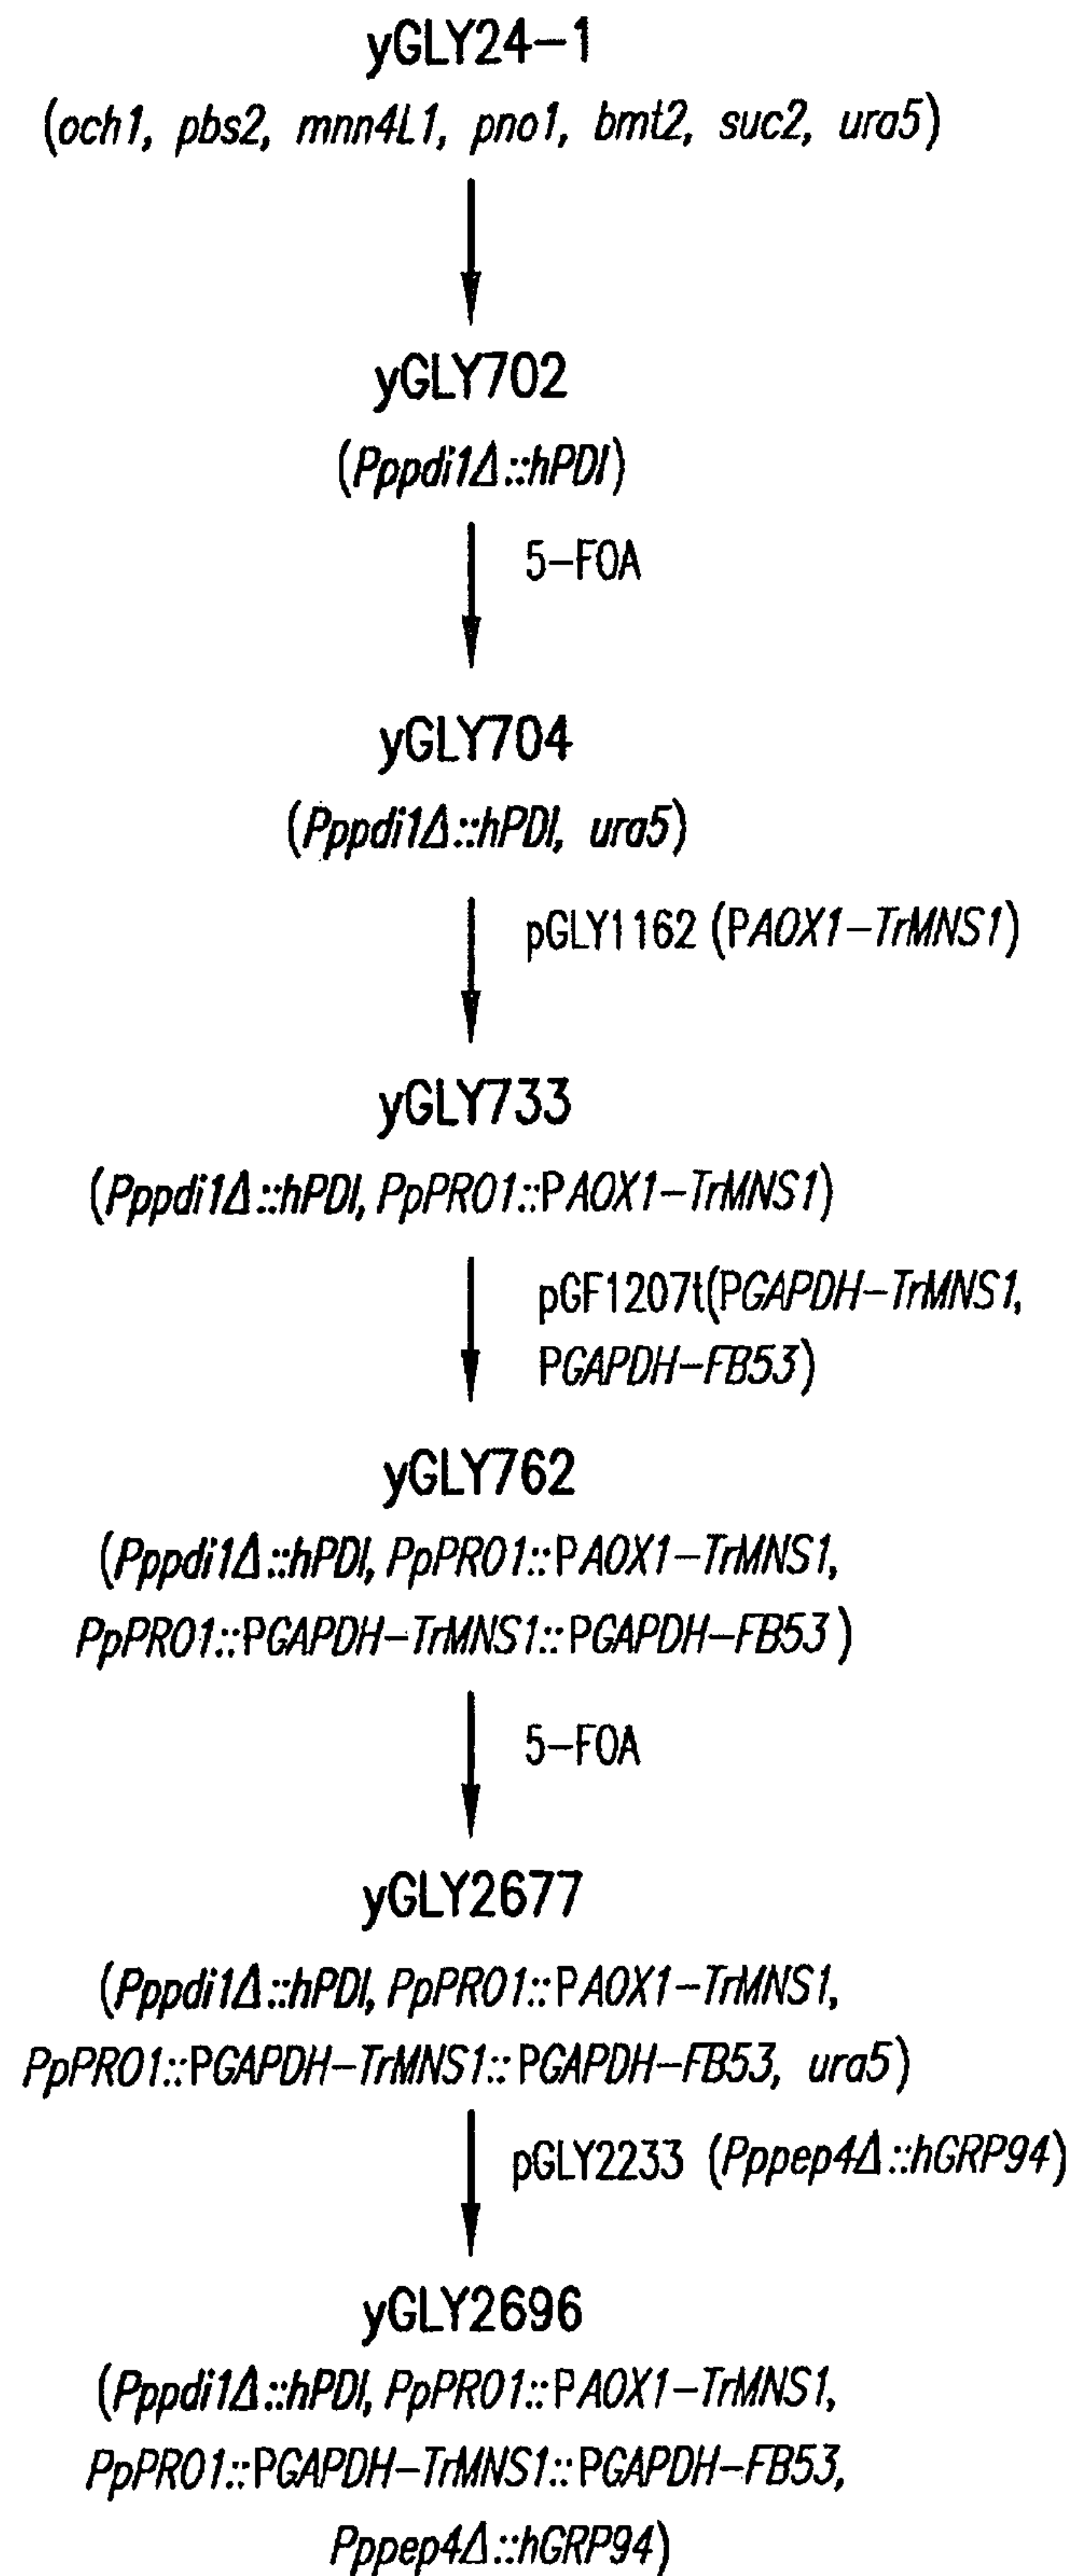 yGLY24-1
(och1, pbs2, mnn4L1, pno1, bmt2, suc2, ura5)
yGLY702
(Pppdi1Δ::hPDI)
5-FOA
yGLY704
(Pppdi1Δ::hPDI, ura5)
pGLY1162 (PAOX1-TrMNS1)
yGLY733
(Pppdi1Δ::hPDI, PpPRO1::PAOX1-TrMNS1)
pGF1207t(PGAPDH-TrMNS1,
PGAPDH-FB53)
yGLY762
(Pppdi1Δ::hPDI, PpPRO1::PAOX1-TrMNS1,
PpPRO1::PGAPDH-TrMNS1::PGAPDH-FB53)
5-FOA
yGLY2677
(Pppdi1Δ::hPDI, PpPRO1::PAOX1-TrMNS1,
PpPRO1::PGAPDH-TrMNS1::PGAPDH-FB53, ura5)
pGLY2233 (Pppep4Δ::hGRP94)
yGLY2696
(Pppdi1Δ::hPDI, PpPRO1::PAOX1-TrMNS1,
PpPRO1::PGAPDH-TrMNS1::PGAPDH-FB53,
Pppep4Δ::hGRP94)